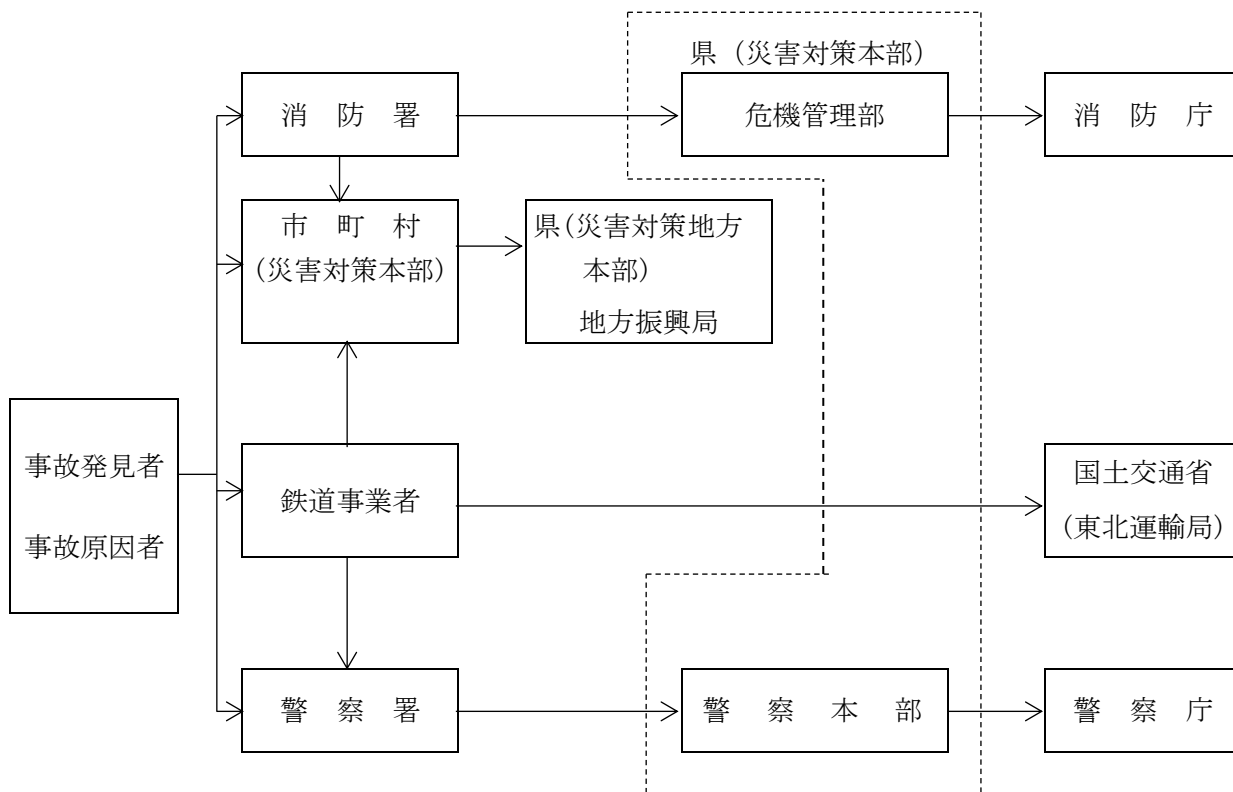 県（災害対策本部）
消　防　署
危機管理部
消　防　庁
市　町　村
（災害対策本部）
県（災害対策地方
本部）
地方振興局
事故発見者
事故原因者
鉄道事業者
国土交通省
（東北運輸局）
警　察　署
警　察　本　部
警　察　庁